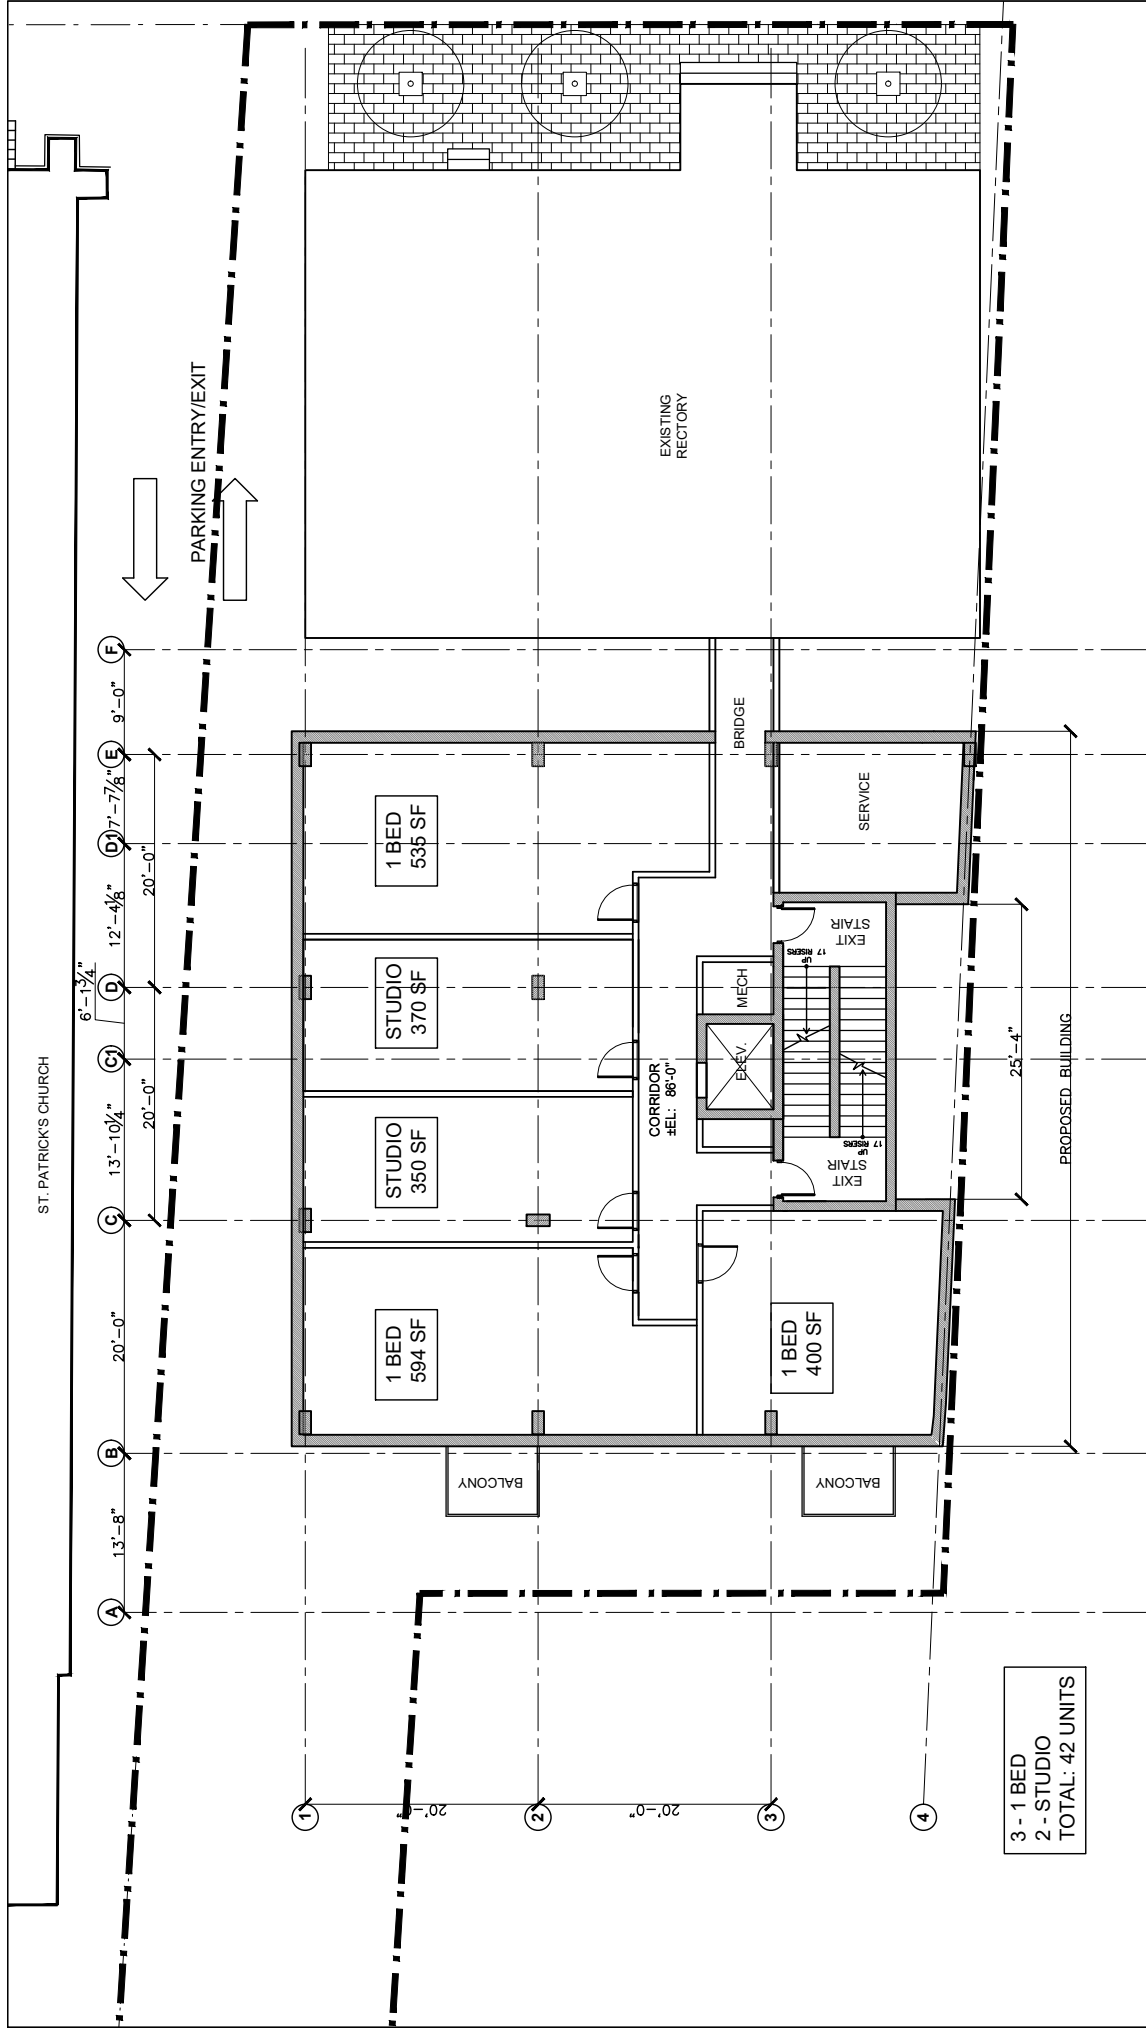 ST. PATRICK'S CHURCH
PARKING ENTRY/EXIT
A
B
C
C1
D
D1
E
F
13'-8"
20'-0"
13'-10¼"
6'-1¾"
12'-4⅛"
7'-7⅞"
9'-0"
20'-0"
20'-0"
1 BED
594 SF
STUDIO
350 SF
STUDIO
370 SF
1 BED
535 SF
EXISTING
RECTORY
CORRIDOR
±EL: 86'-0"
ELEV.
MECH
BRIDGE
1 BED
400 SF
EXIT
STAIR
UP
17 RISERS
UP
17 RISERS
EXIT
STAIR
SERVICE
BALCONY
BALCONY
25'-4"
PROPOSED BUILDING
1
2
3
4
20'-0"
20'-0"
3 - 1 BED
2 - STUDIO
TOTAL: 42 UNITS